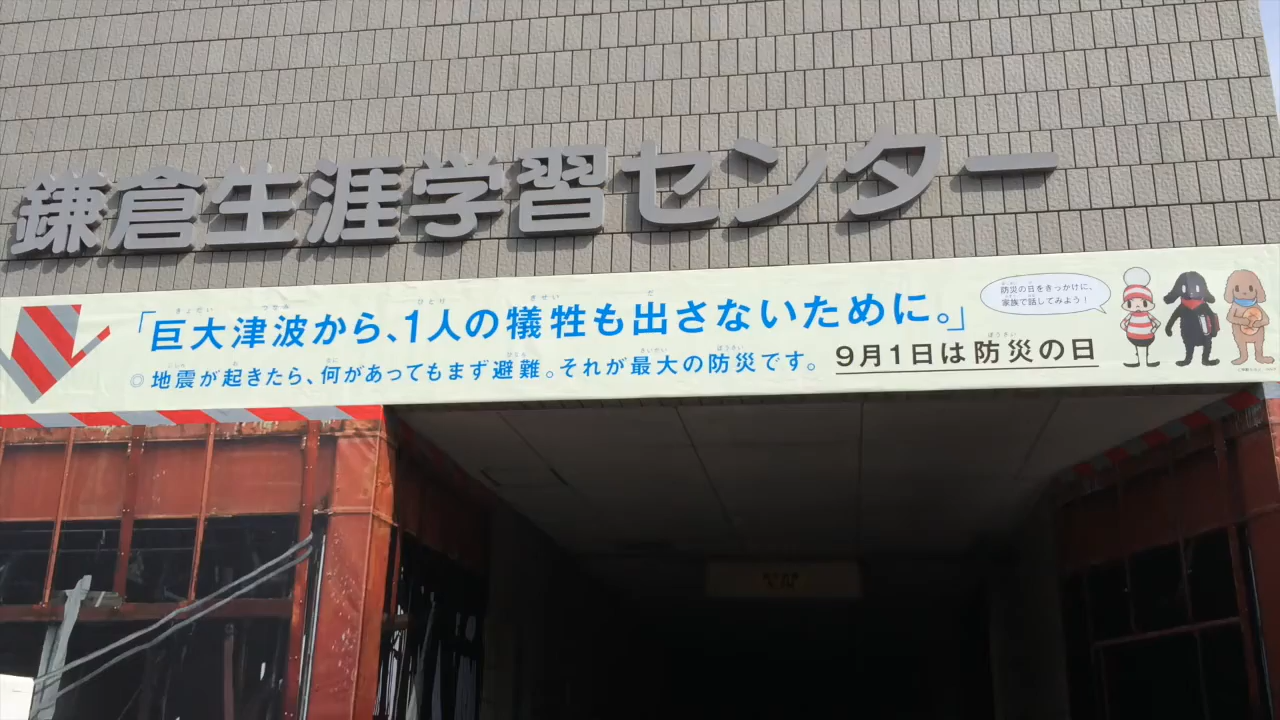 鎌倉生涯学習センター
「巨大津波から、1人の犠牲も出さないために。」
◎地震が起きたら、何があってもまず避難。それが最大の防災です。
9月1日は防災の日
防災の日をきっかけに、
家族で話してみよう!